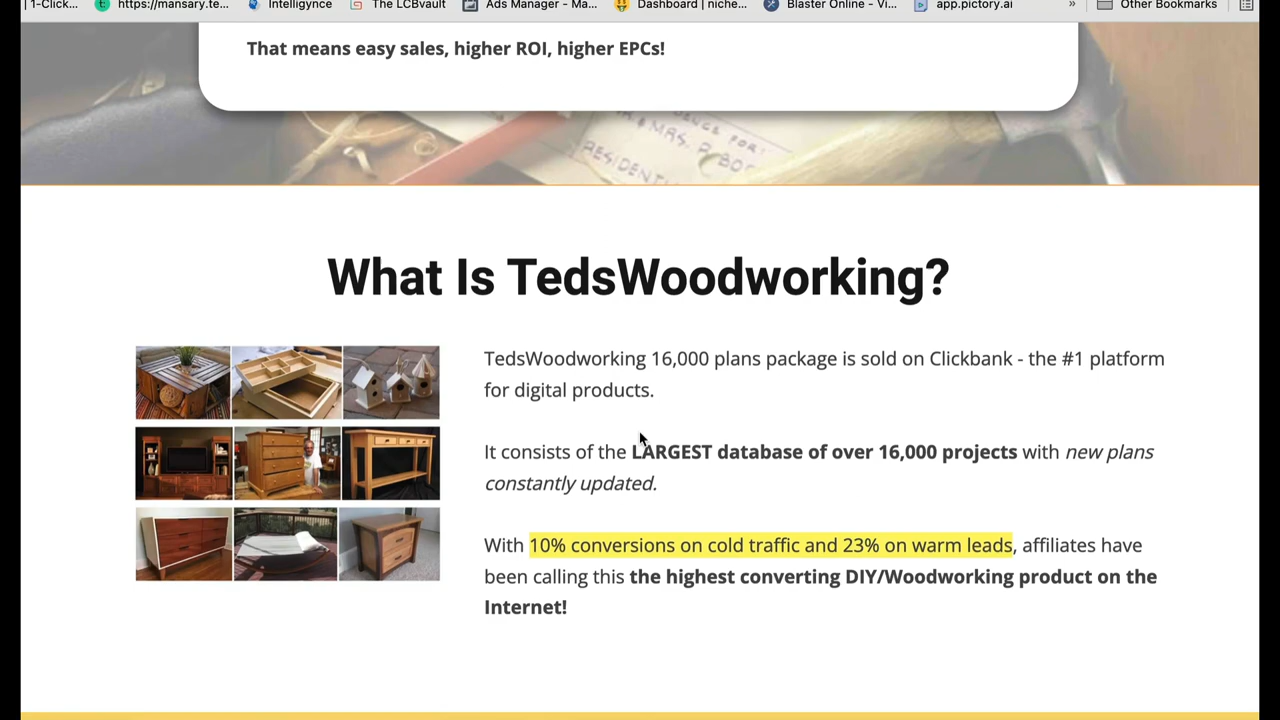 1-Click...
https://mansary.te...
Intelligynce
The LCBvault
Ads Manager - Ma...
Dashboard | niche...
Blaster Online - Vi...
app.pictory.ai
»
Other Bookmarks
That means easy sales, higher ROI, higher EPCs!
& MRS. R. BO
RESIDENT
What Is TedsWoodworking?
TedsWoodworking 16,000 plans package is sold on Clickbank - the #1 platform
for digital products.
It consists of the LARGEST database of over 16,000 projects with new plans
constantly updated.
With 10% conversions on cold traffic and 23% on warm leads, affiliates have
been calling this the highest converting DIY/Woodworking product on the
Internet!